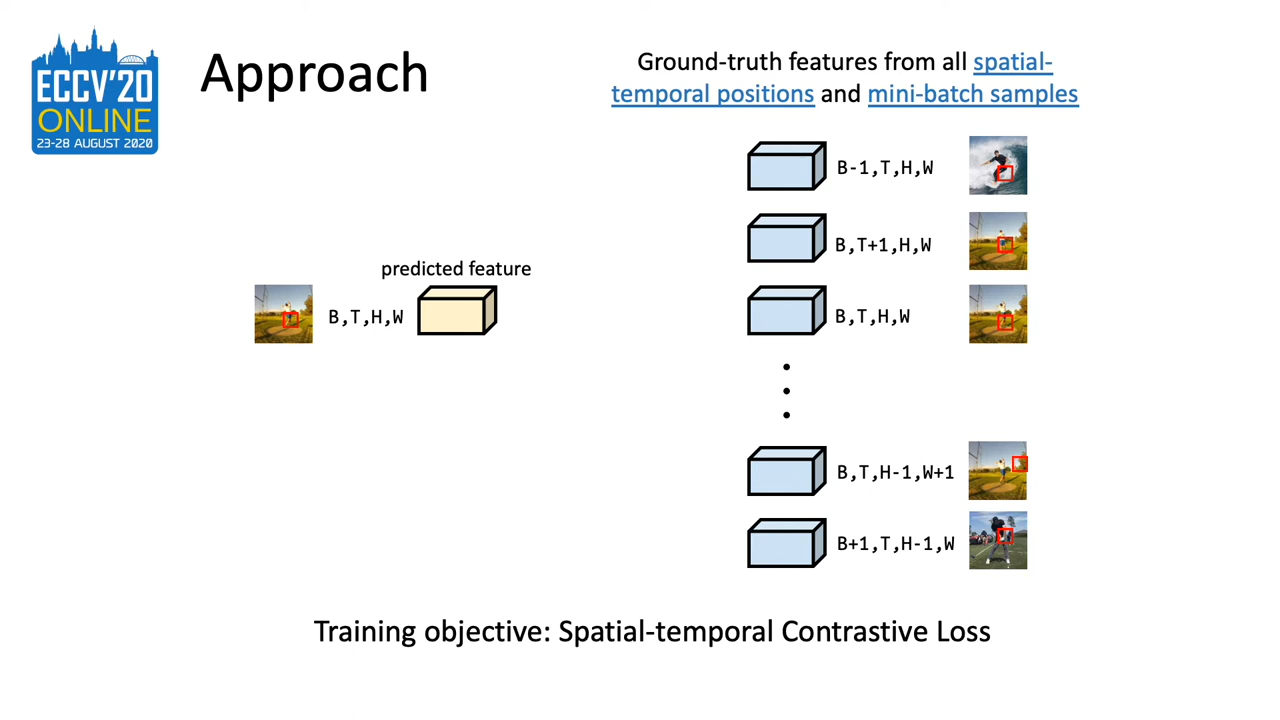 ECCV'20
ONLINE
23-28 AUGUST 2020
Approach
Ground-truth features from all spatial-
temporal positions and mini-batch samples
predicted feature
B,T,H,W
B-1,T,H,W
B,T+1,H,W
B,T,H,W
B,T,H-1,W+1
B+1,T,H-1,W
Training objective: Spatial-temporal Contrastive Loss